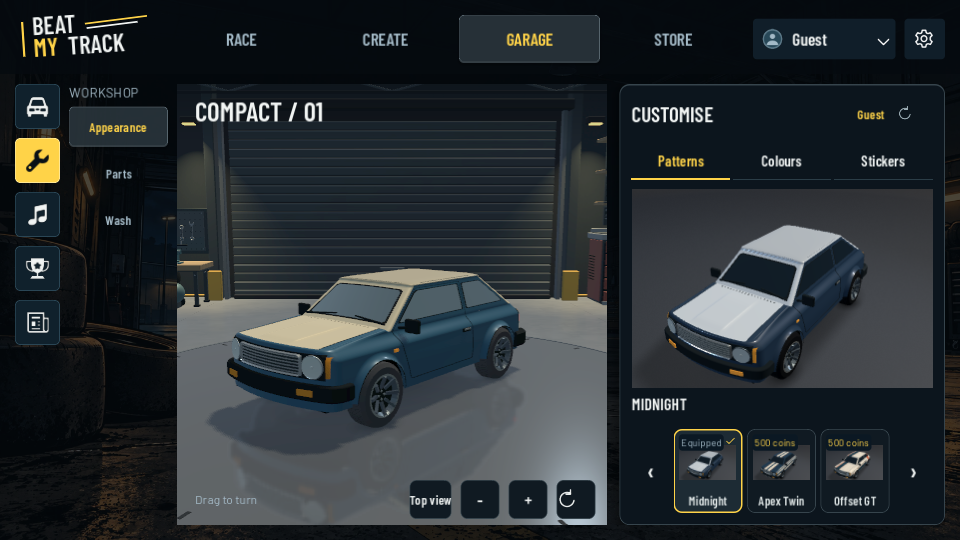 BEAT
MY TRACK
RACE
CREATE
GARAGE
STORE
Guest
WORKSHOP
Appearance
Parts
Wash
COMPACT / 01
Drag to turn
Top view
-
+
CUSTOMISE
Guest
Patterns
Colours
Stickers
MIDNIGHT
‹
Equipped
Midnight
500 coins
Apex Twin
500 coins
Offset GT
›